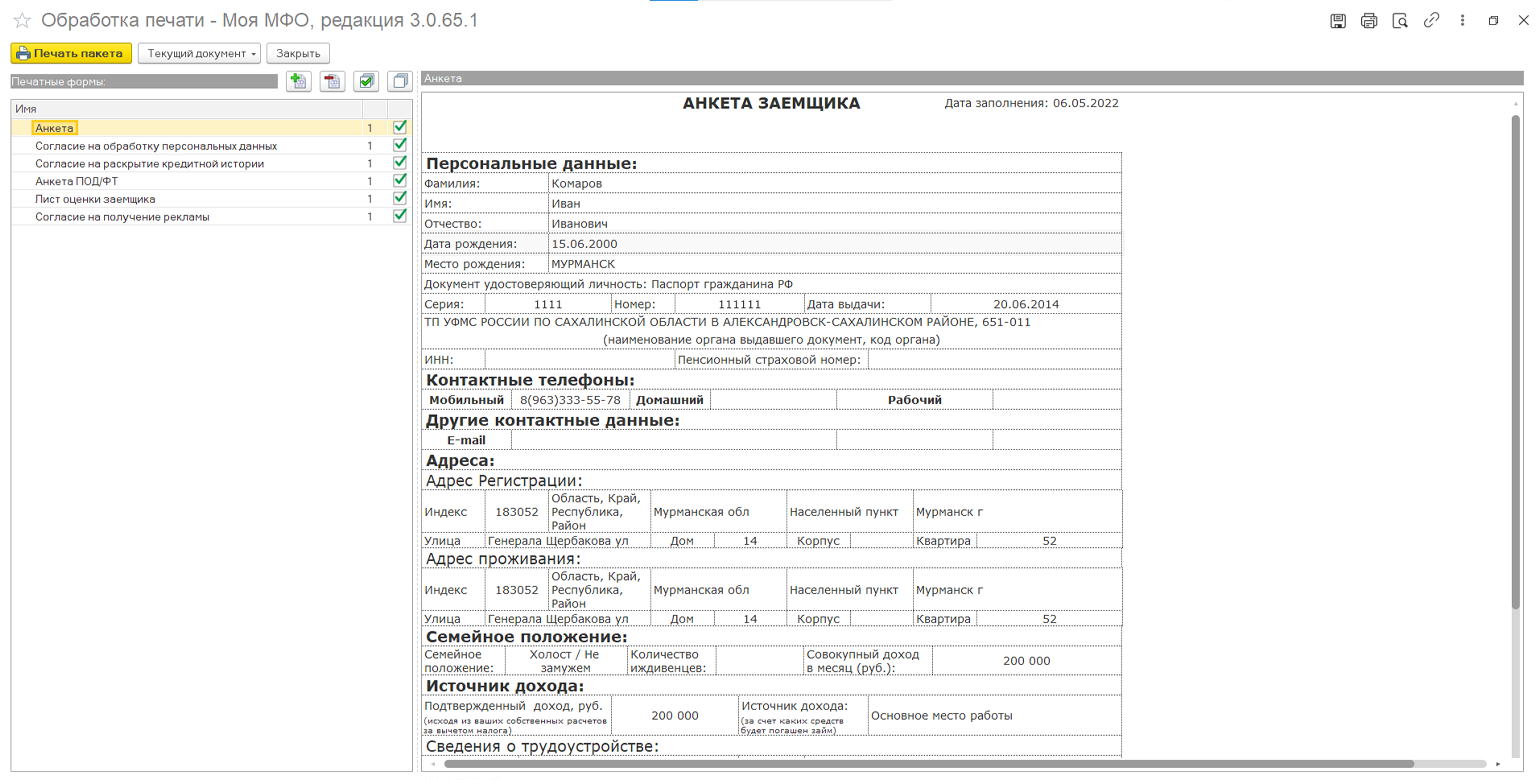 Обработка печати - Моя МФО, редакция 3.0.65.1
Печать пакета Текущий документ Закрыть
Печатные формы:
Имя
Анкета 1
Согласие на обработку персональных данных 1
Согласие на раскрытие кредитной истории 1
Анкета ПОД/ФТ 1
Лист оценки заемщика 1
Согласие на получение рекламы 1
Анкета
АНКЕТА ЗАЕМЩИКА Дата заполнения: 06.05.2022
Персональные данные:
Фамилия: Комаров
Имя: Иван
Отчество: Иванович
Дата рождения: 15.06.2000
Место рождения: МУРМАНСК
Документ удостоверяющий личность: Паспорт гражданина РФ
Серия: 1111 Номер: 111111 Дата выдачи: 20.06.2014
ТП УФМС РОССИИ ПО САХАЛИНСКОЙ ОБЛАСТИ В АЛЕКСАНДРОВСК-САХАЛИНСКОМ РАЙОНЕ, 651-011
(наименование органа выдавшего документ, код органа)
ИНН: Пенсионный страховой номер:
Контактные телефоны:
Мобильный 8(963)333-55-78 Домашний Рабочий
Другие контактные данные:
E-mail
Адреса:
Адрес Регистрации:
Индекс 183052 Область, Край, Республика, Район Мурманская обл Населенный пункт Мурманск г
Улица Генерала Щербакова ул Дом 14 Корпус Квартира 52
Адрес проживания:
Индекс 183052 Область, Край, Республика, Район Мурманская обл Населенный пункт Мурманск г
Улица Генерала Щербакова ул Дом 14 Корпус Квартира 52
Семейное положение:
Семейное положение: Холост / Не замужем Количество иждивенцев: Совокупный доход в месяц (руб.): 200 000
Источник дохода:
Подтвержденный доход, руб. (исходя из ваших собственных расчетов за вычетом налога) 200 000 Источник дохода: (за счет каких средств будет погашен займ) Основное место работы
Сведения о трудоустройстве: